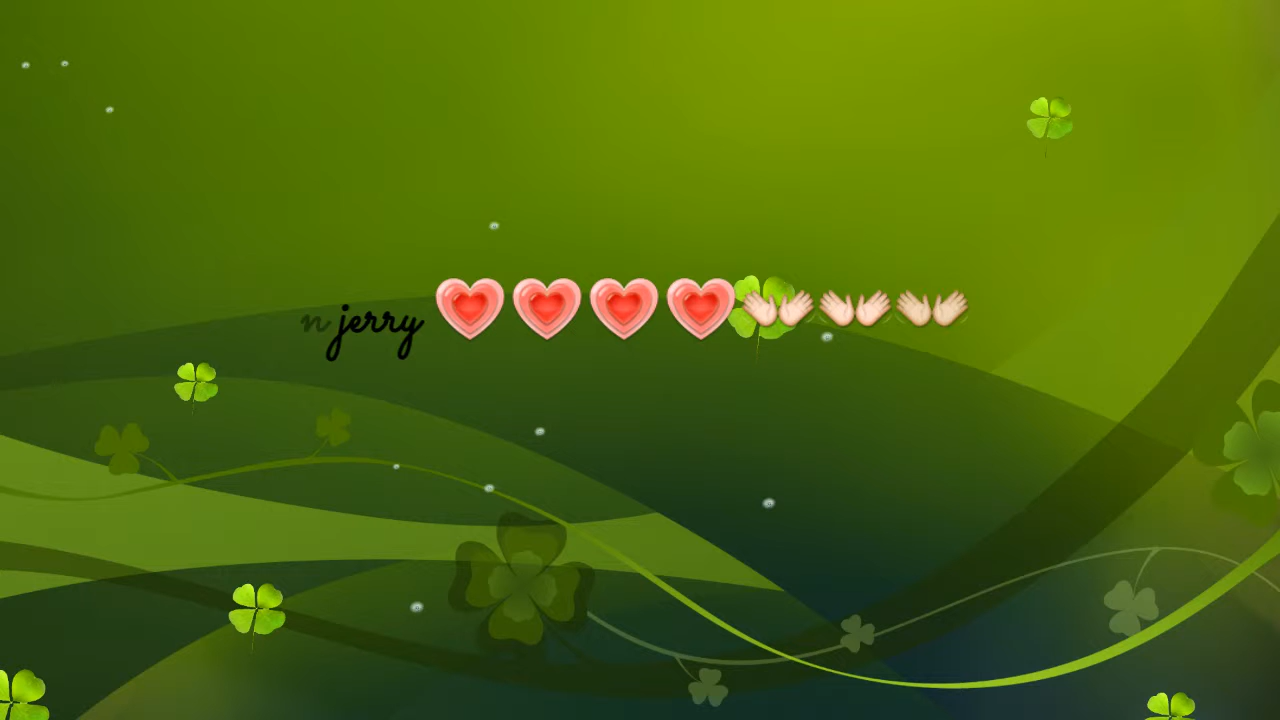 n jerry 💗 💗 💗 💗 👐 👐 👐